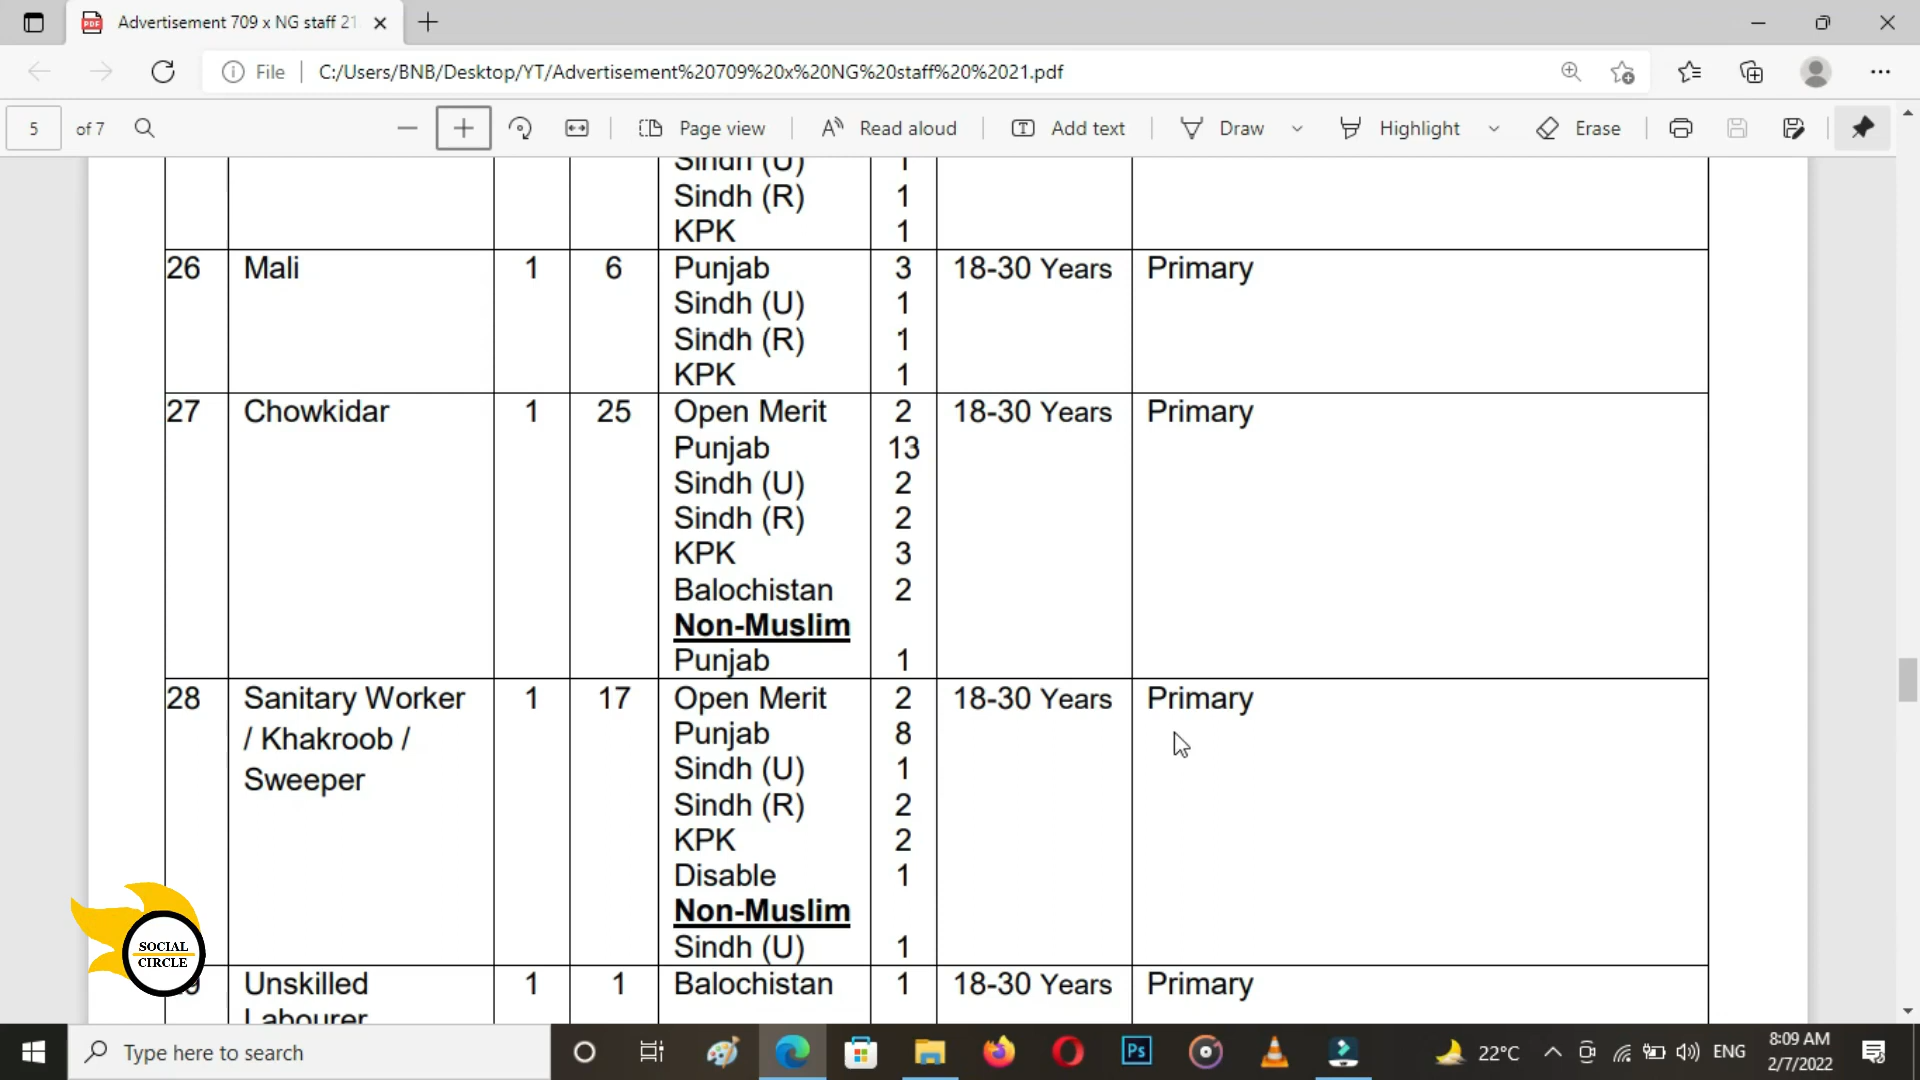 Advertisement 709 x NG staff 21
File C:/Users/BNB/Desktop/YT/Advertisement%20709%20x%20NG%20staff%20%2021.pdf
5 of 7 Page view Read aloud Add text Draw Highlight Erase
Sindh (U) 1
Sindh (R) 1
KPK 1
26 Mali 1 6 Punjab 3 18-30 Years Primary
Sindh (U) 1
Sindh (R) 1
KPK 1
27 Chowkidar 1 25 Open Merit 2 18-30 Years Primary
Punjab 13
Sindh (U) 2
Sindh (R) 2
KPK 3
Balochistan 2
Non-Muslim
Punjab 1
28 Sanitary Worker 1 17 Open Merit 2 18-30 Years Primary
/ Khakroob / Punjab 8
Sweeper Sindh (U) 1
Sindh (R) 2
KPK 2
Disable 1
Non-Muslim
Sindh (U) 1
9 Unskilled 1 1 Balochistan 1 18-30 Years Primary
Labourer
SOCIAL
CIRCLE
Type here to search Ps 22°C ENG 8:09 AM
2/7/2022